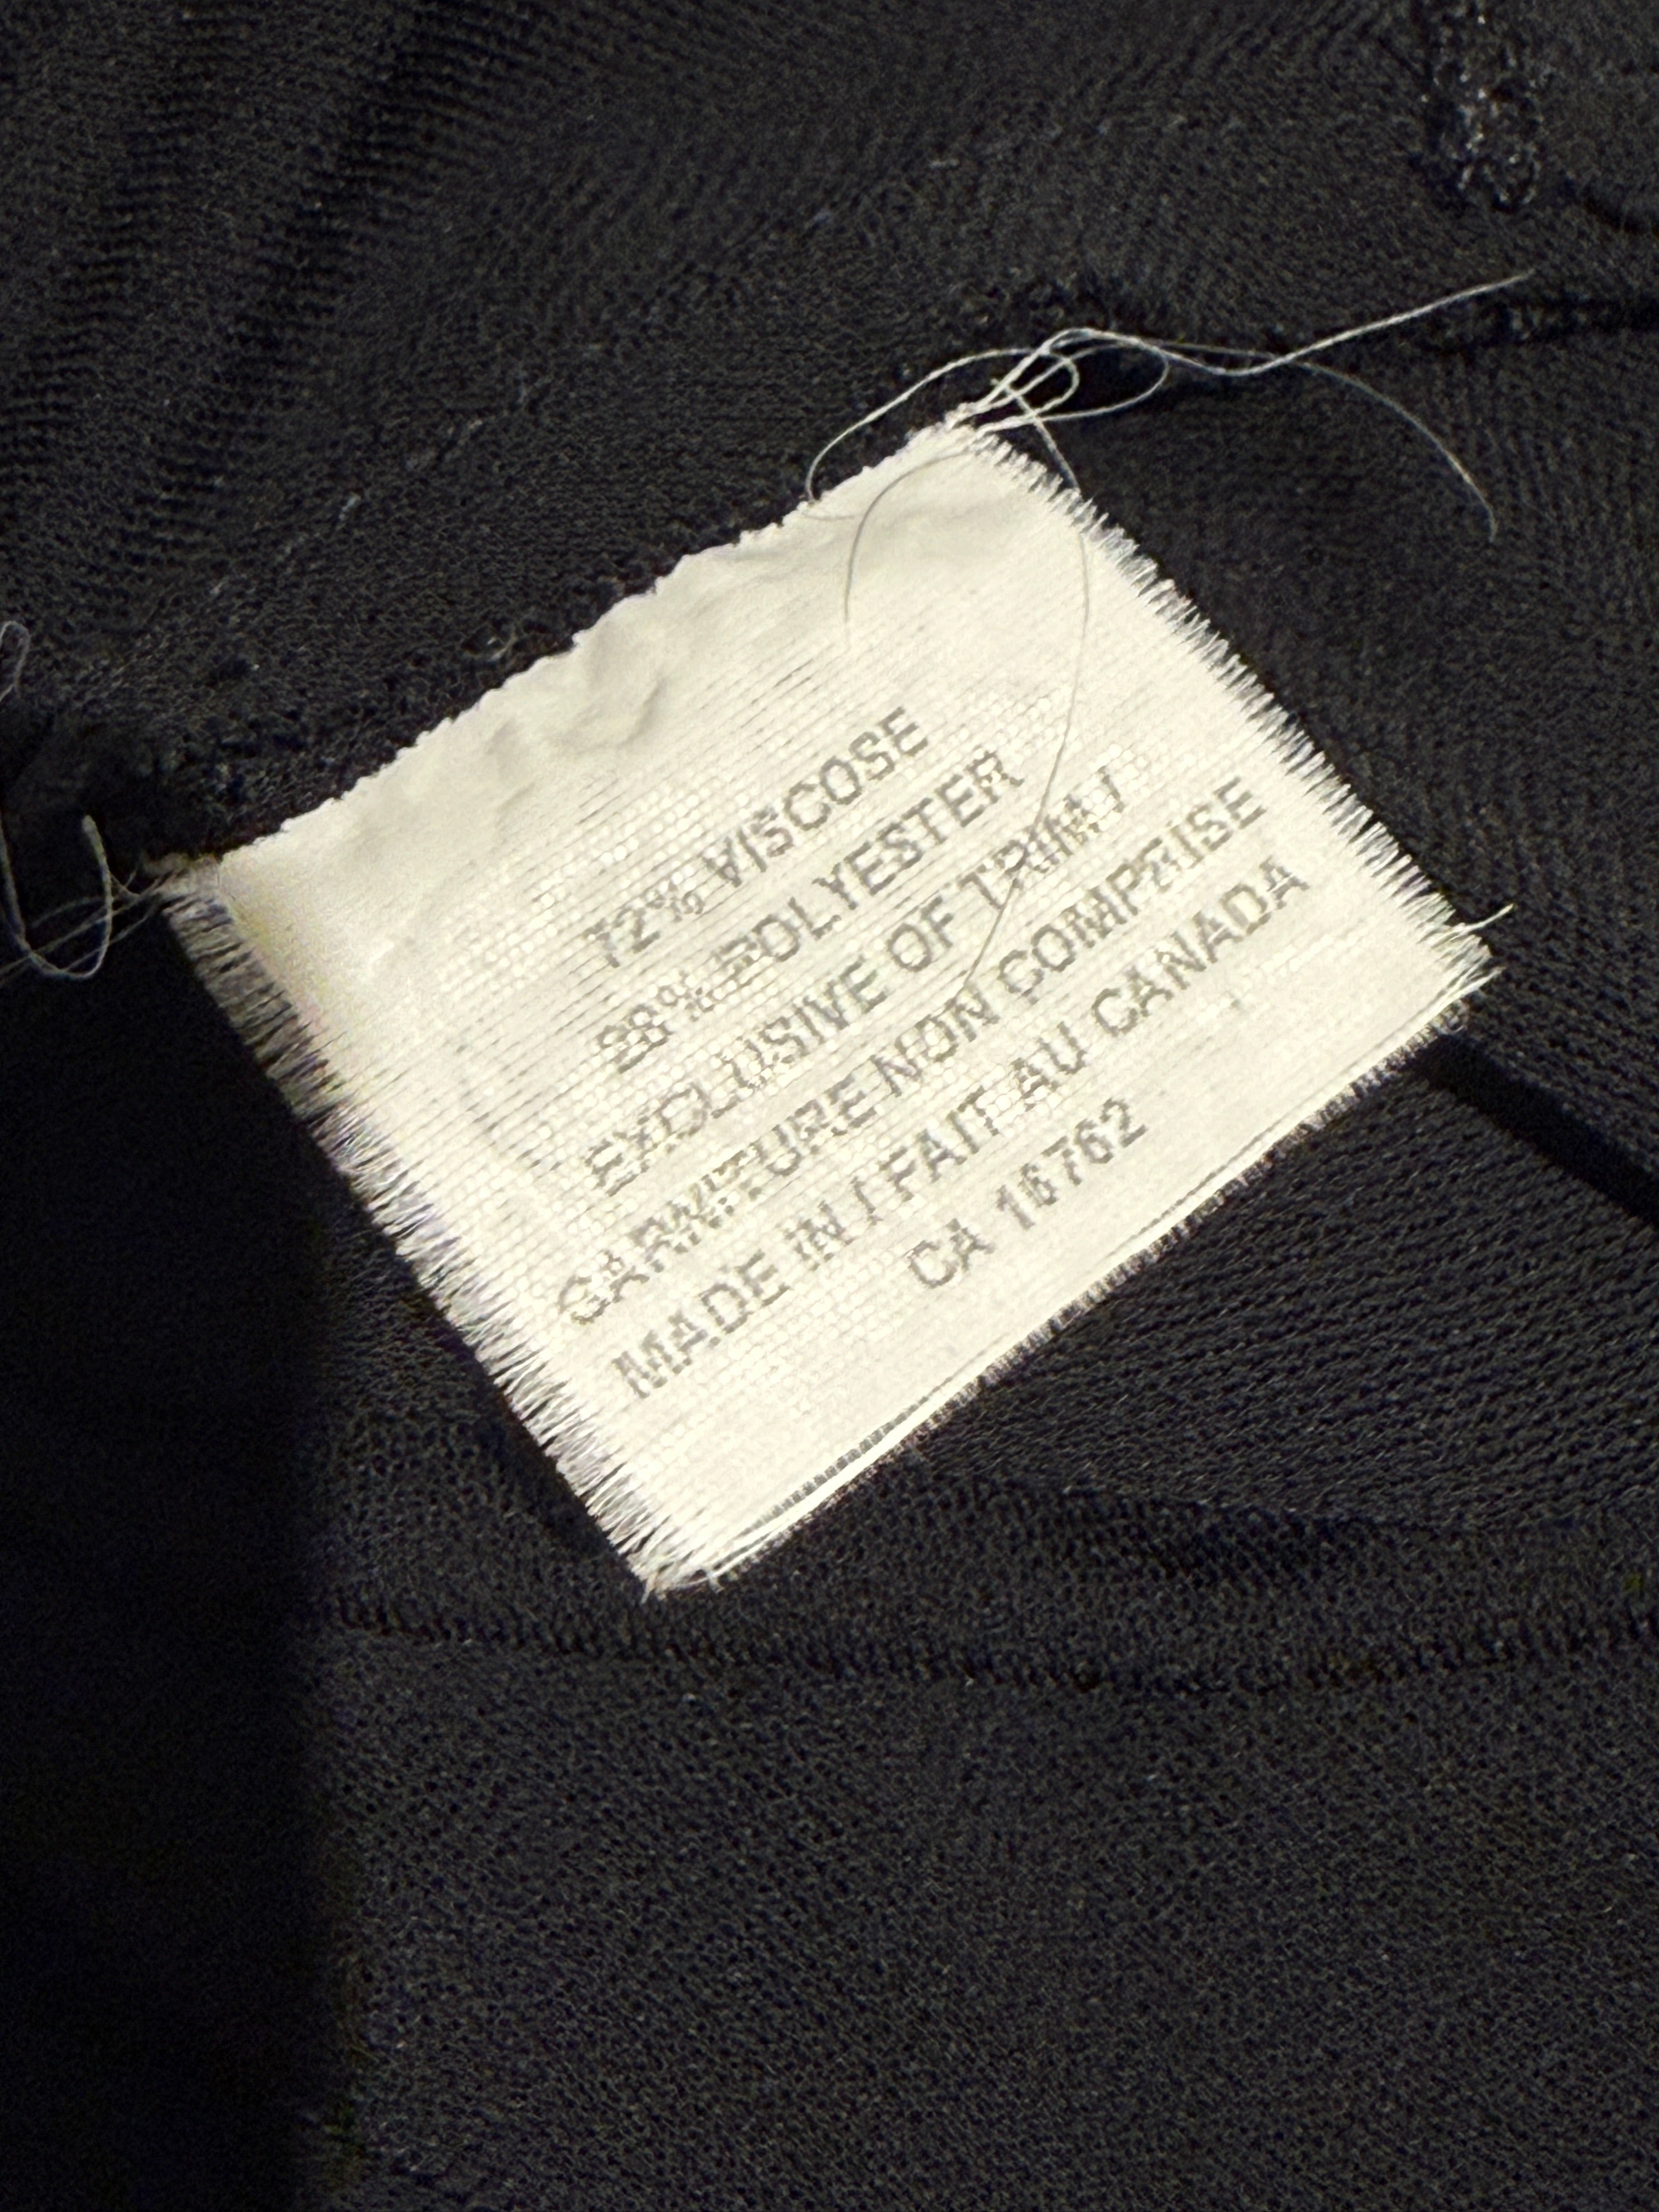 72% VISCOSE
28% POLYESTER
EXCLUSIVE OF TRIM /
GARNITURE NON COMPRISE
MADE IN / FAIT AU CANADA
CA 16762